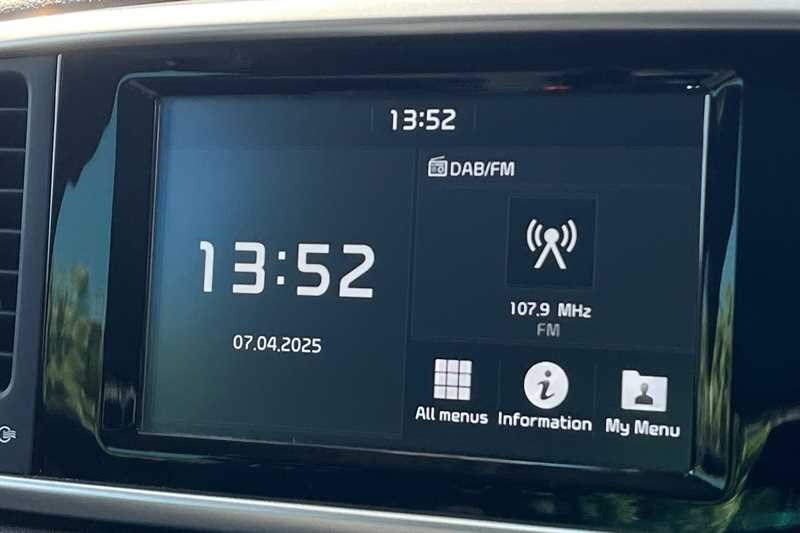 13:52
DAB/FM
13:52
07.04.2025
107.9 MHz
FM
All menus
Information
My Menu